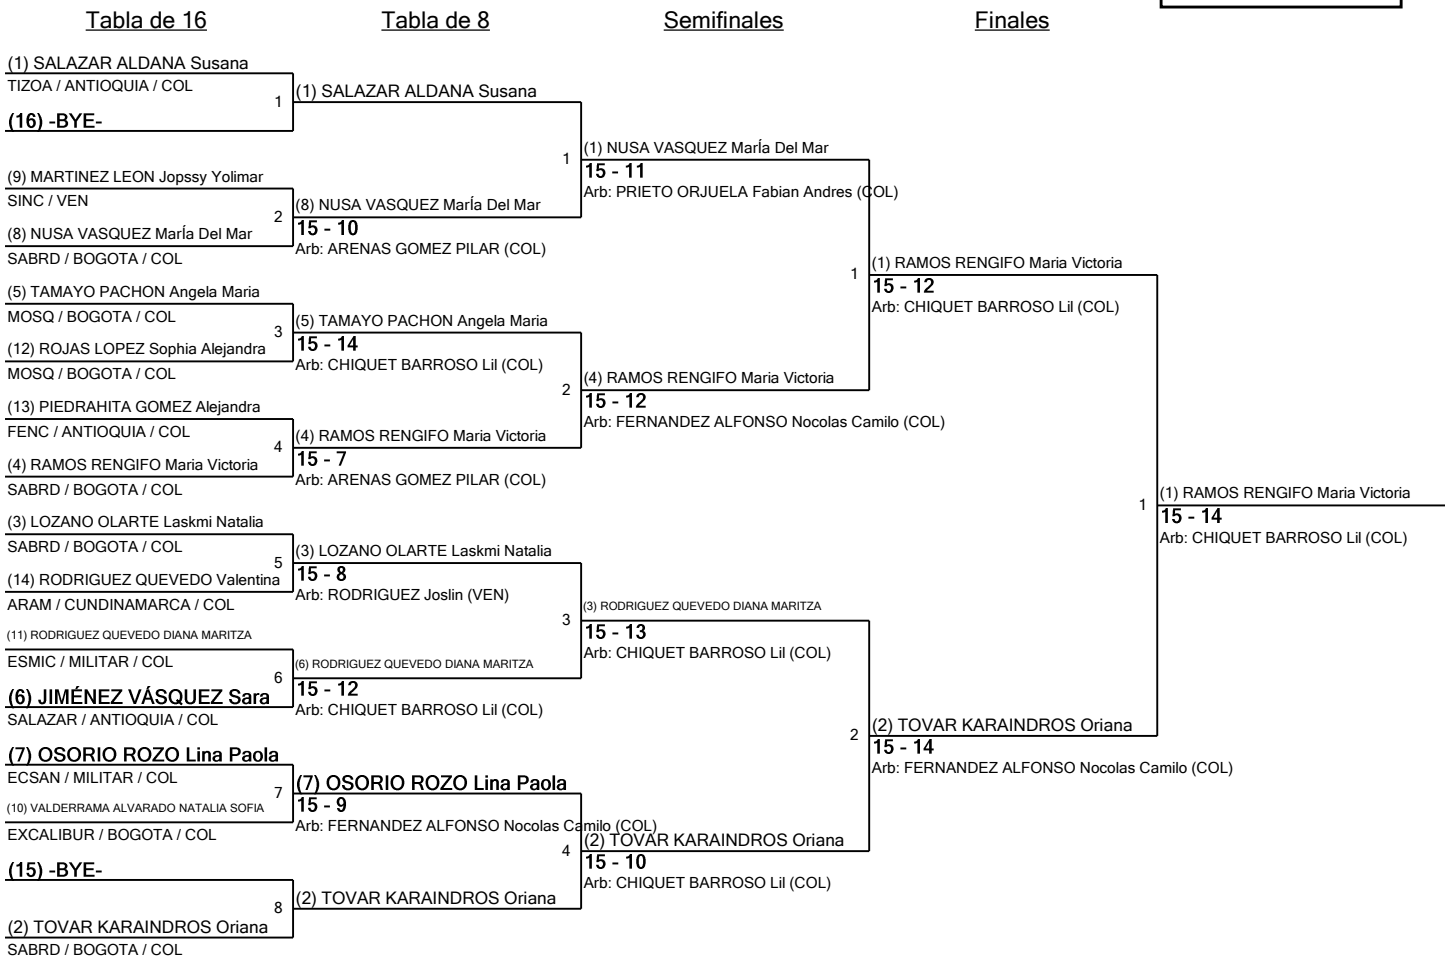 Tabla de 16
Tabla de 8
Semifinales
Finales
(1) SALAZAR ALDANA Susana
TIZOA / ANTIOQUIA / COL
1
(16) -BYE-
(9) MARTINEZ LEON Jopssy Yolimar
SINC / VEN
2
(8) NUSA VASQUEZ MarÍa Del Mar
SABRD / BOGOTA / COL
(5) TAMAYO PACHON Angela Maria
MOSQ / BOGOTA / COL
3
(12) ROJAS LOPEZ Sophia Alejandra
MOSQ / BOGOTA / COL
(13) PIEDRAHITA GOMEZ Alejandra
FENC / ANTIOQUIA / COL
4
(4) RAMOS RENGIFO Maria Victoria
SABRD / BOGOTA / COL
(3) LOZANO OLARTE Laskmi Natalia
SABRD / BOGOTA / COL
5
(14) RODRIGUEZ QUEVEDO Valentina
ARAM / CUNDINAMARCA / COL
(11) RODRIGUEZ QUEVEDO DIANA MARITZA
ESMIC / MILITAR / COL
6
(6) JIMÉNEZ VÁSQUEZ Sara
SALAZAR / ANTIOQUIA / COL
(7) OSORIO ROZO Lina Paola
ECSAN / MILITAR / COL
7
(10) VALDERRAMA ALVARADO NATALIA SOFIA
EXCALIBUR / BOGOTA / COL
(15) -BYE-
8
(2) TOVAR KARAINDROS Oriana
SABRD / BOGOTA / COL
(1) SALAZAR ALDANA Susana
1
(8) NUSA VASQUEZ MarÍa Del Mar
15 - 10
Arb: ARENAS GOMEZ PILAR (COL)
(5) TAMAYO PACHON Angela Maria
15 - 14
Arb: CHIQUET BARROSO Lil (COL)
2
(4) RAMOS RENGIFO Maria Victoria
15 - 7
Arb: ARENAS GOMEZ PILAR (COL)
(3) LOZANO OLARTE Laskmi Natalia
15 - 8
Arb: RODRIGUEZ Joslin (VEN)
3
(6) RODRIGUEZ QUEVEDO DIANA MARITZA
15 - 12
Arb: CHIQUET BARROSO Lil (COL)
(7) OSORIO ROZO Lina Paola
15 - 9
Arb: FERNANDEZ ALFONSO Nocolas Camilo (COL)
4
(2) TOVAR KARAINDROS Oriana
(1) NUSA VASQUEZ MarÍa Del Mar
15 - 11
Arb: PRIETO ORJUELA Fabian Andres (COL)
1
(4) RAMOS RENGIFO Maria Victoria
15 - 12
Arb: FERNANDEZ ALFONSO Nocolas Camilo (COL)
(3) RODRIGUEZ QUEVEDO DIANA MARITZA
15 - 13
Arb: CHIQUET BARROSO Lil (COL)
2
(2) TOVAR KARAINDROS Oriana
15 - 10
Arb: CHIQUET BARROSO Lil (COL)
(1) RAMOS RENGIFO Maria Victoria
15 - 12
Arb: CHIQUET BARROSO Lil (COL)
1
(2) TOVAR KARAINDROS Oriana
15 - 14
Arb: FERNANDEZ ALFONSO Nocolas Camilo (COL)
(1) RAMOS RENGIFO Maria Victoria
15 - 14
Arb: CHIQUET BARROSO Lil (COL)